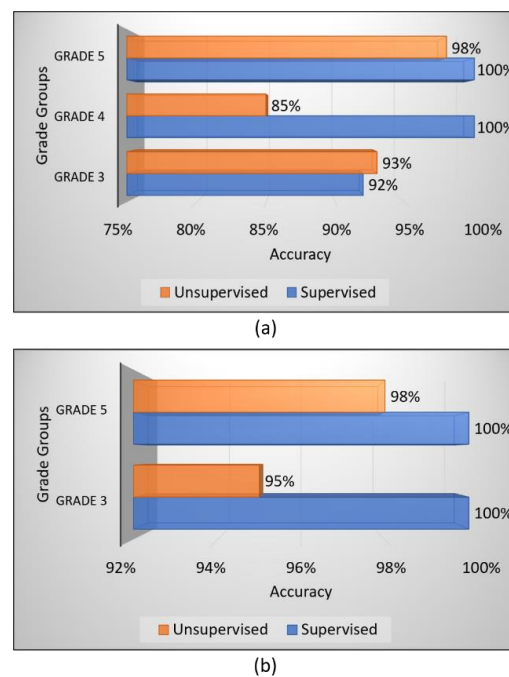 GRADE 5
98%
100%
GRADE 4
85%
100%
GRADE 3
93%
92%
Grade Groups
75% 80% 85% 90% 95% 100%
Accuracy
Unsupervised Supervised
(a)
GRADE 5
98%
100%
GRADE 3
95%
100%
Grade Groups
92% 94% 96% 98% 100%
Accuracy
Unsupervised Supervised
(b)